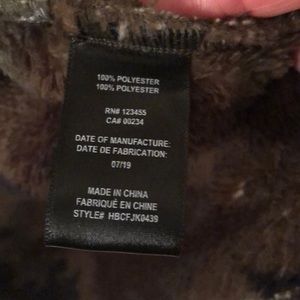 100% POLYESTER
100% POLYESTER
RN# 123455
CA# 00234
DATE OF MANUFACTURE:
DATE DE FABRICATION:
07/19
MADE IN CHINA
FABRIQUÉ EN CHINE
STYLE# HBCFJK0439